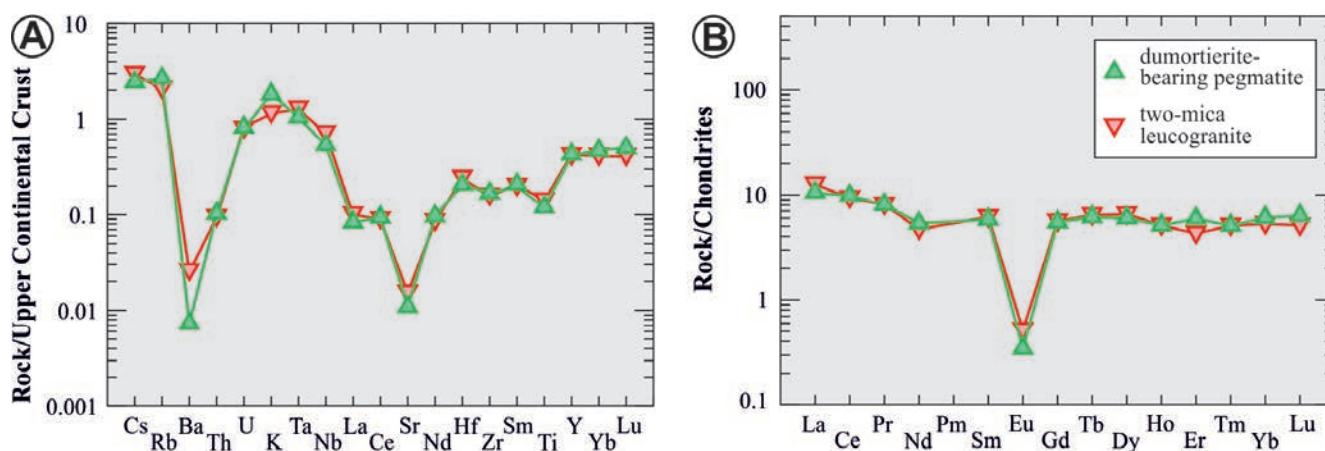 A
Rock/Upper Continental Crust
10
1
0.1
0.01
0.001
Cs Rb Ba Th U K Ta Nb La Ce Sr Nd Hf Zr Sm Ti Y Yb Lu
B
Rock/Chondrites
100
10
1
0.1
La Ce Pr Nd Pm Sm Eu Gd Tb Dy Ho Er Tm Yb Lu
dumortierite-
bearing pegmatite
two-mica
leucogranite